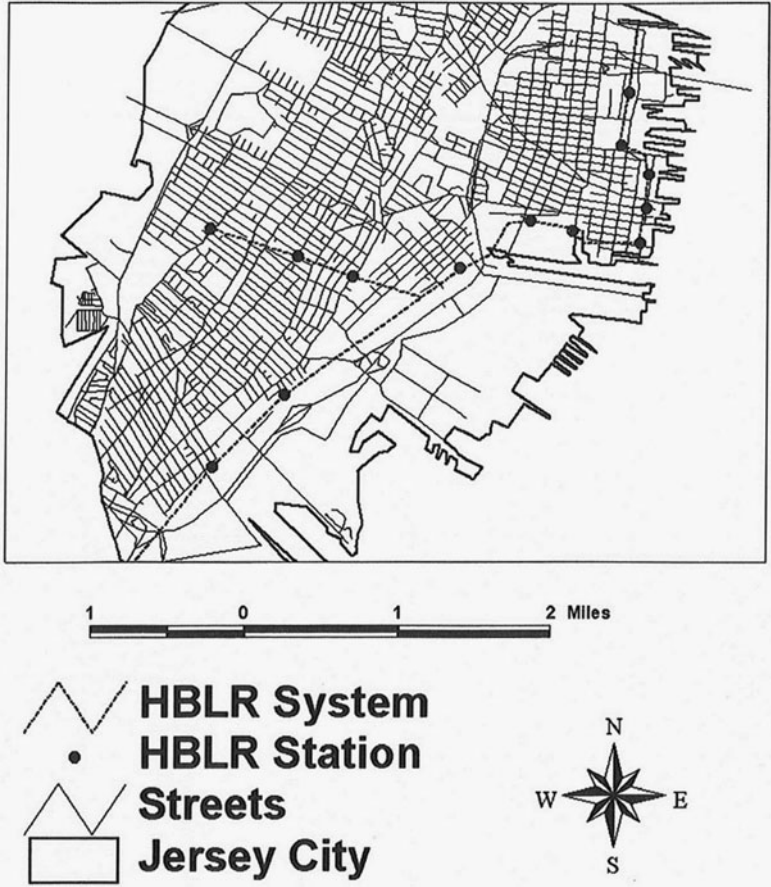 1 0 1 2 Miles
HBLR System
HBLR Station
Streets
Jersey City
N
W E
S